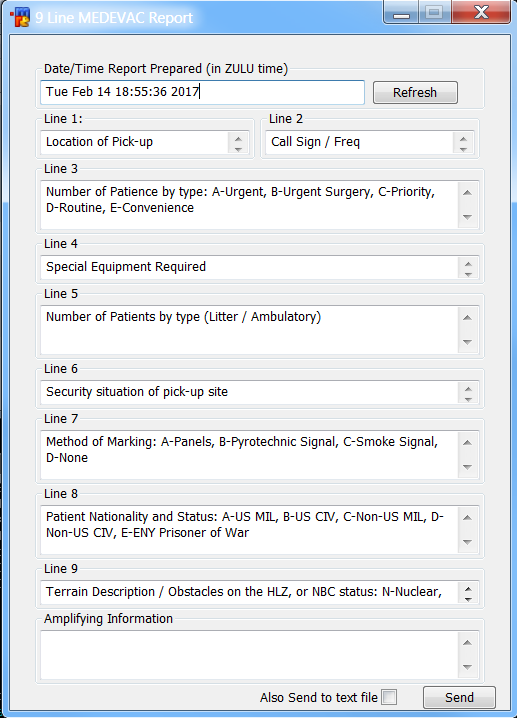 9 Line MEDEVAC Report
Date/Time Report Prepared (in ZULU time)
Tue Feb 14 18:55:36 2017
Refresh
Line 1:
Line 2
Location of Pick-up
Call Sign / Freq
Line 3
Number of Patience by type: A-Urgent, B-Urgent Surgery, C-Priority,
D-Routine, E-Convenience
Line 4
Special Equipment Required
Line 5
Number of Patients by type (Litter / Ambulatory)
Line 6
Security situation of pick-up site
Line 7
Method of Marking: A-Panels, B-Pyrotechnic Signal, C-Smoke Signal,
D-None
Line 8
Patient Nationality and Status: A-US MIL, B-US CIV, C-Non-US MIL, D-
Non-US CIV, E-ENY Prisoner of War
Line 9
Terrain Description / Obstacles on the HLZ, or NBC status: N-Nuclear,
Amplifying Information
Also Send to text file
Send